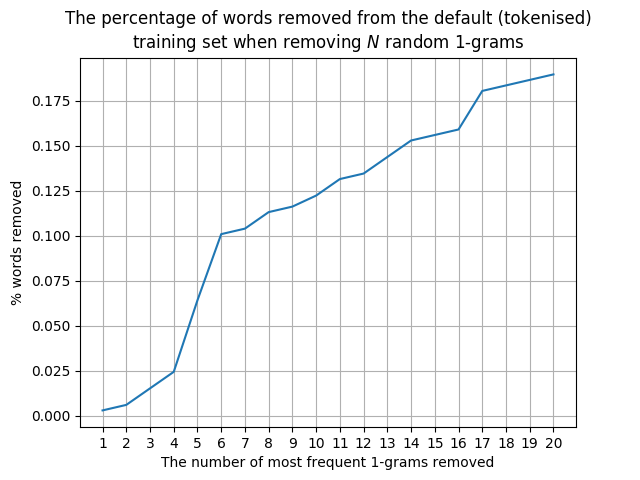 The percentage of words removed from the default (tokenised)
training set when removing N random 1-grams
% words removed
0.175
0.150
0.125
0.100
0.075
0.050
0.025
0.000
1 2 3 4 5 6 7 8 9 10 11 12 13 14 15 16 17 18 19 20
The number of most frequent 1-grams removed